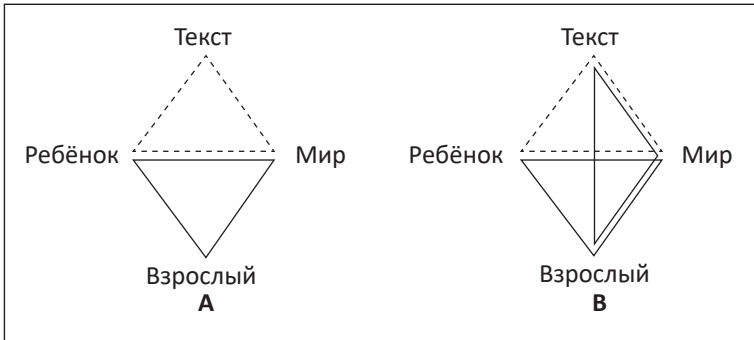 Текст
Ребёнок Мир
Взрослый
А
Текст
Ребёнок Мир
Взрослый
В